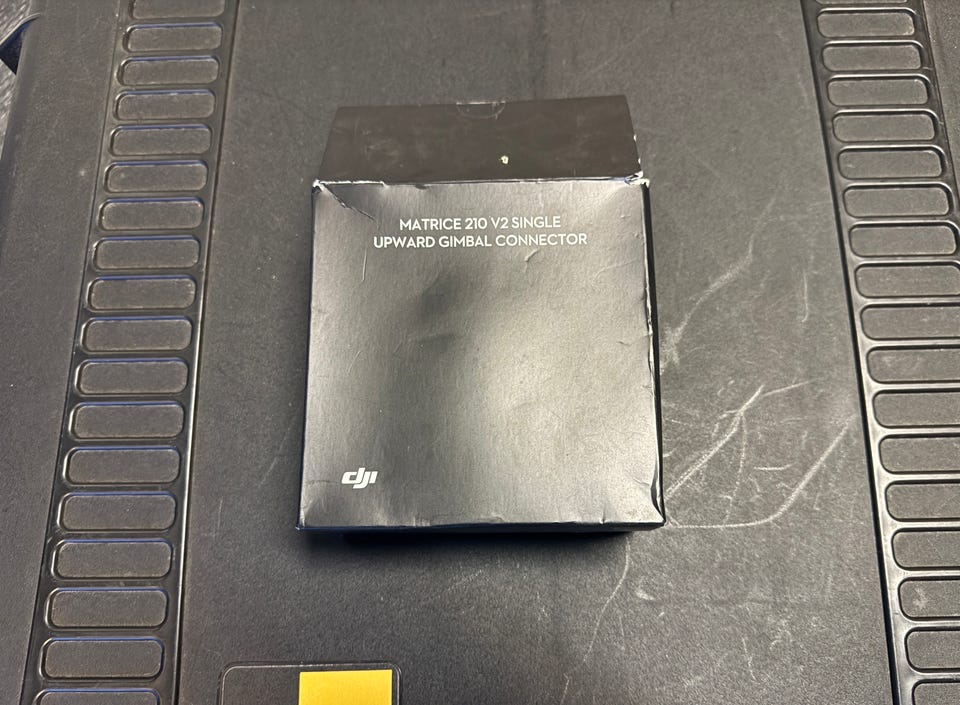 MATRICE 210 V2 SINGLE
UPWARD GIMBAL CONNECTOR
dji